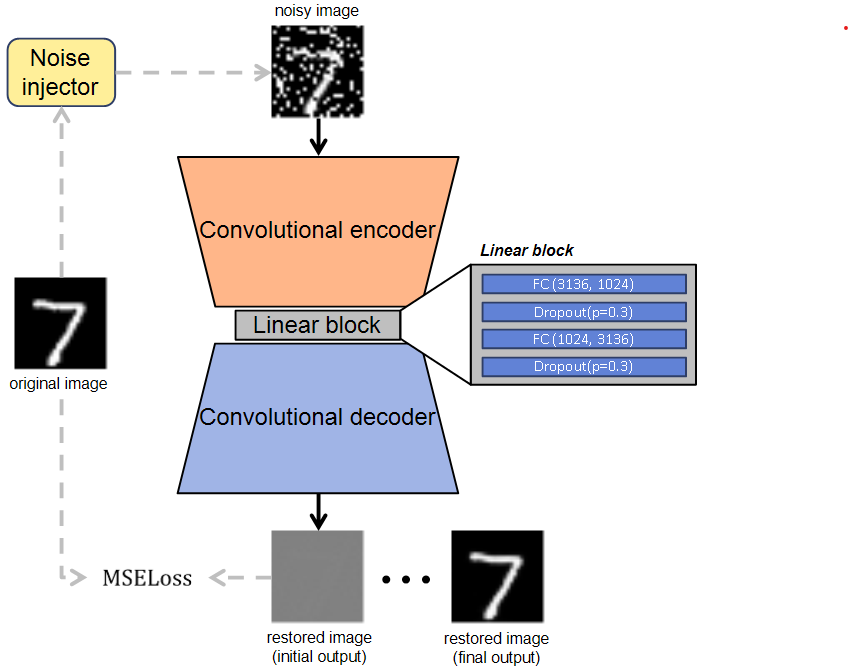 noisy image
Noise
injector
Convolutional encoder
Linear block
Linear block
FC(3136, 1024)
Dropout(p=0.3)
FC(1024, 3136)
Dropout(p=0.3)
original image
Convolutional decoder
MSELoss
restored image
(initial output)
restored image
(final output)